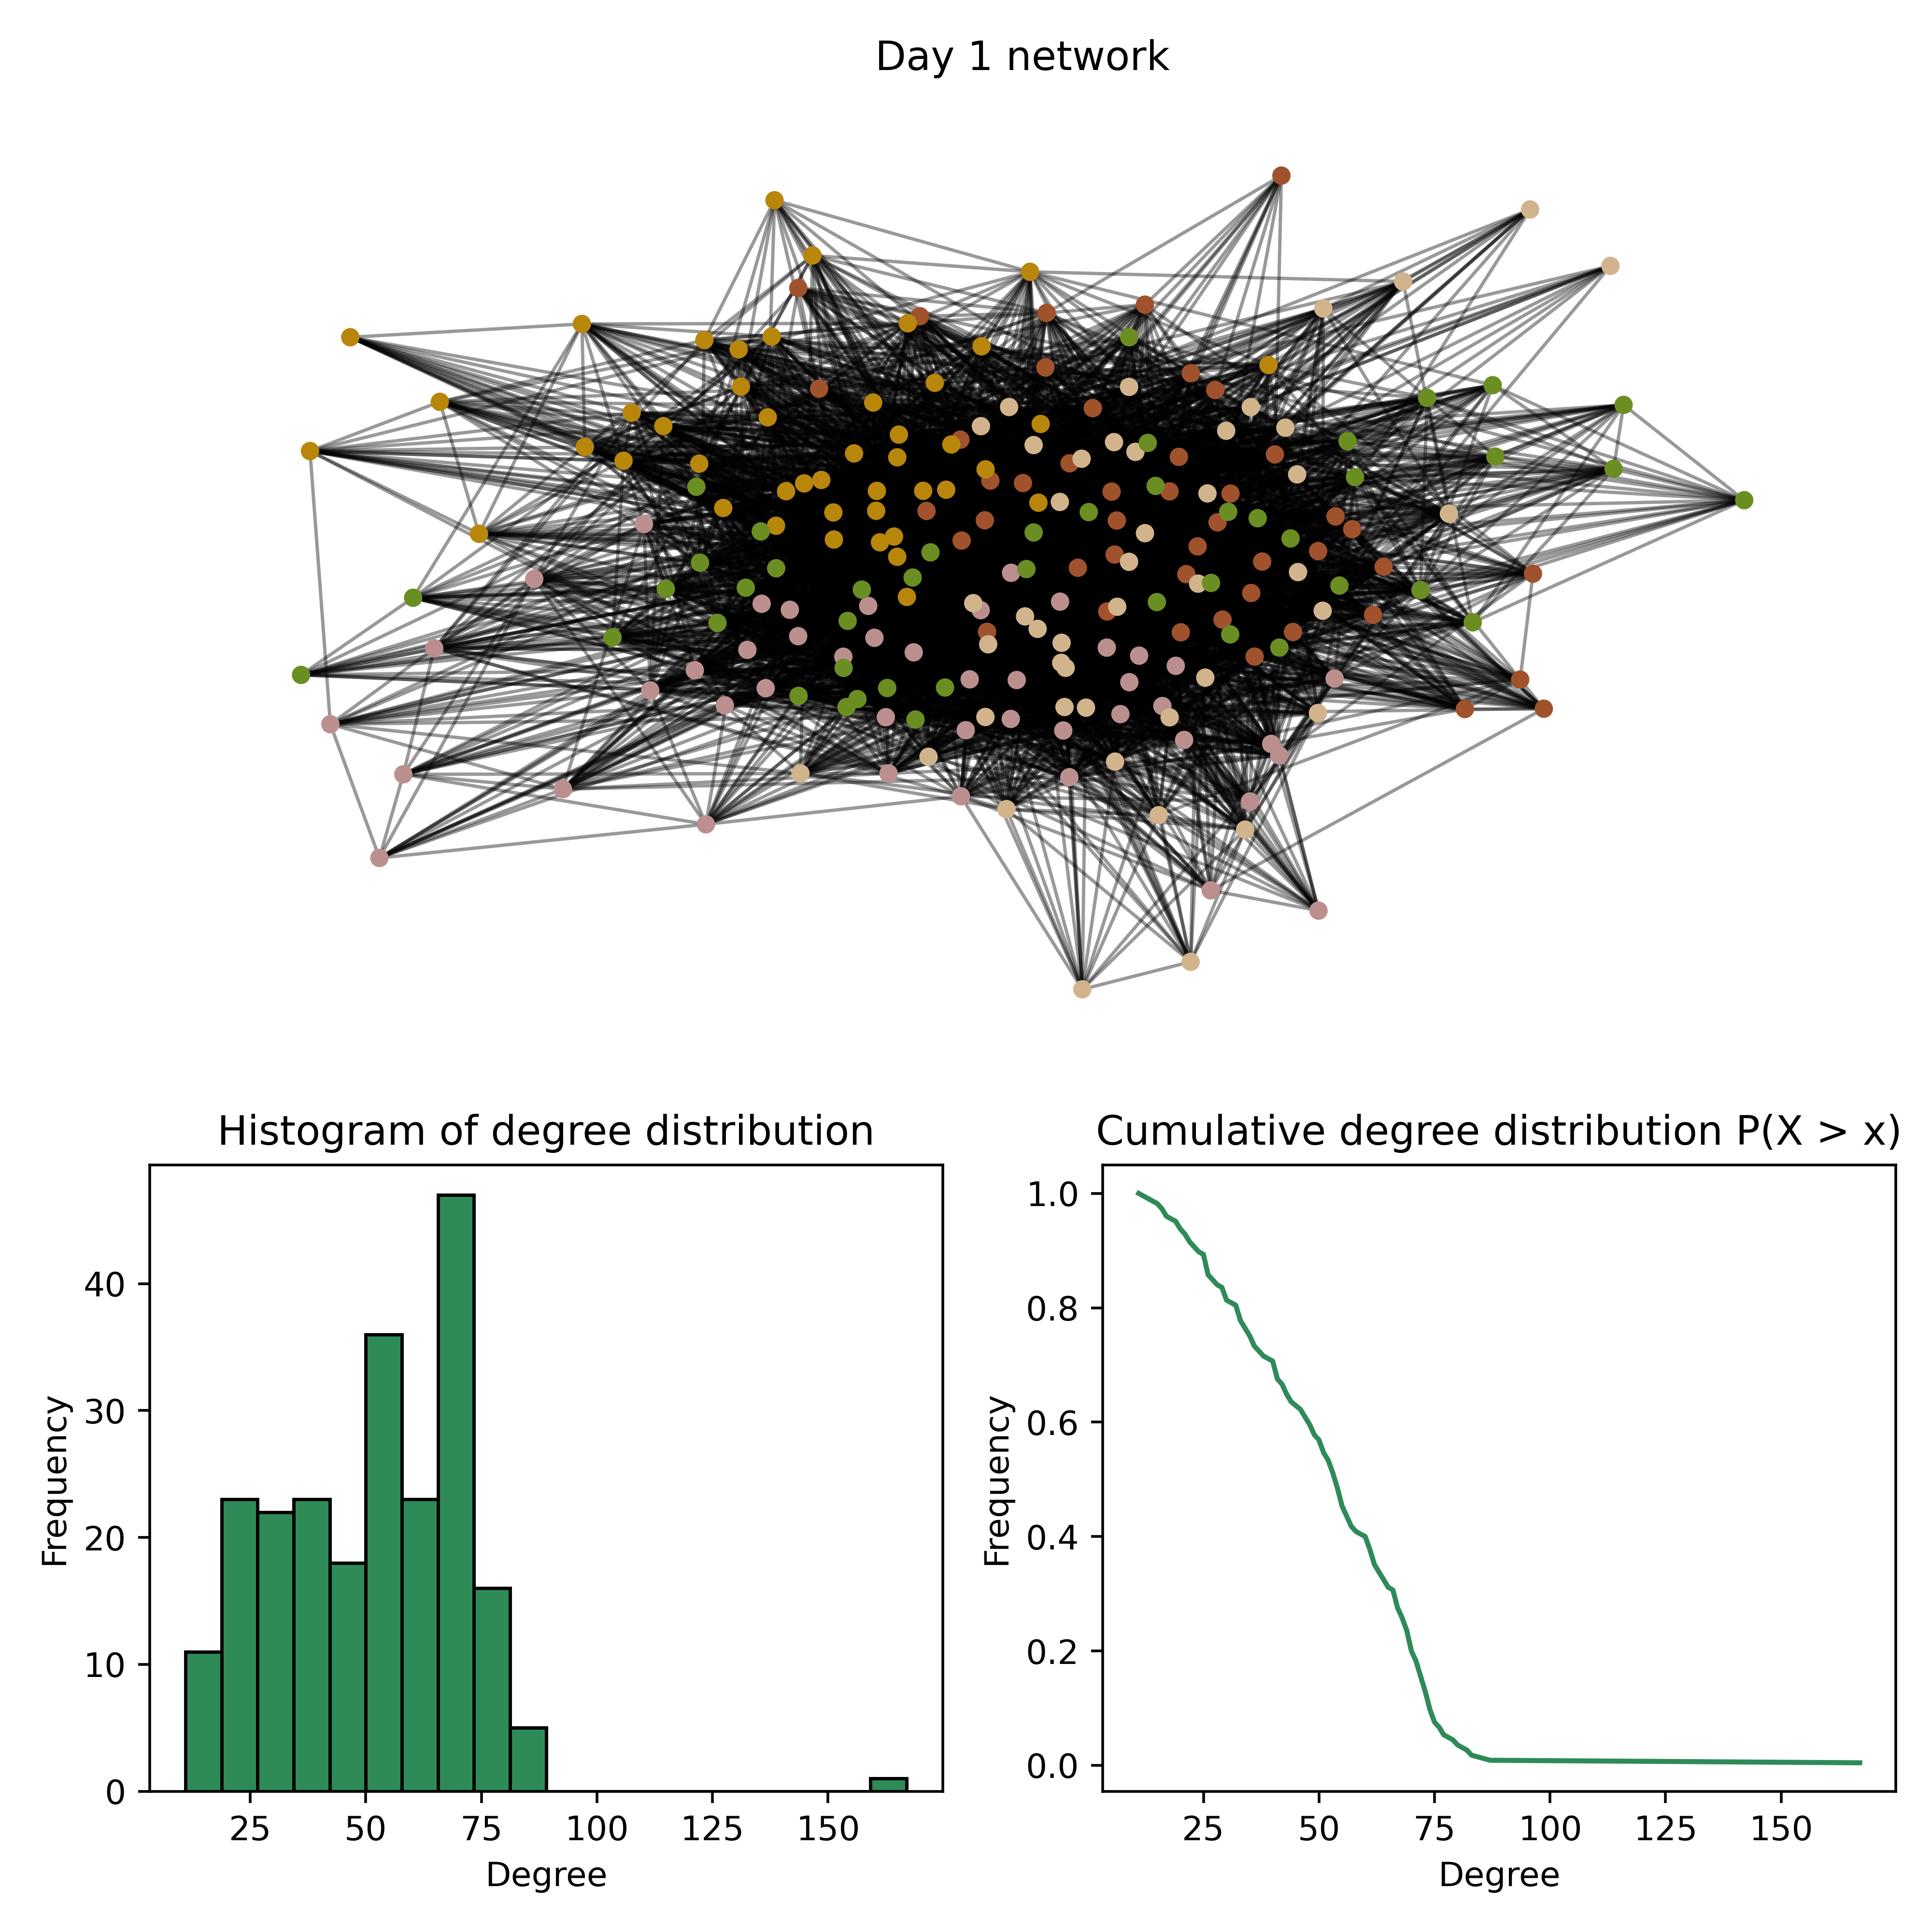 Day 1 network
Histogram of degree distribution
Frequency
40
30
20
10
0
25 50 75 100 125 150
Degree
Cumulative degree distribution P(X > x)
Frequency
1.0
0.8
0.6
0.4
0.2
0.0
25 50 75 100 125 150
Degree